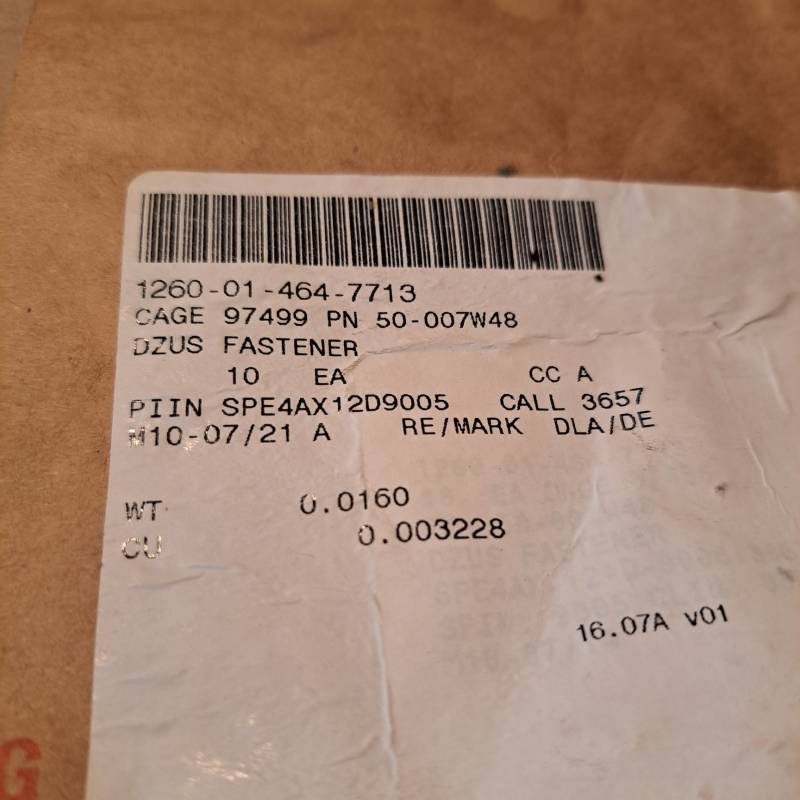 1260-01-464-7713
CAGE 97499 PN 50-007W48
DZUS FASTENER
10 EA CC A
PIIN SPE4AX12D9005 CALL 3657
M10-07/21 A RE/MARK DLA/DE
WT 0.0160
CU 0.003228
16.07A V01
G